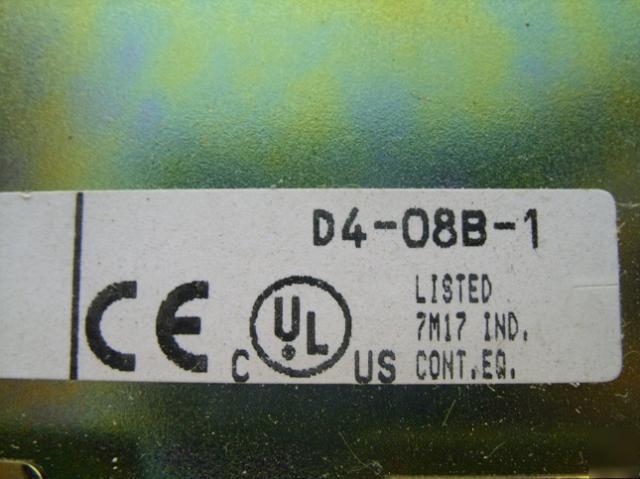 D4-08B-1
CE
C UL US
LISTED
7M17 IND.
CONT.EQ.